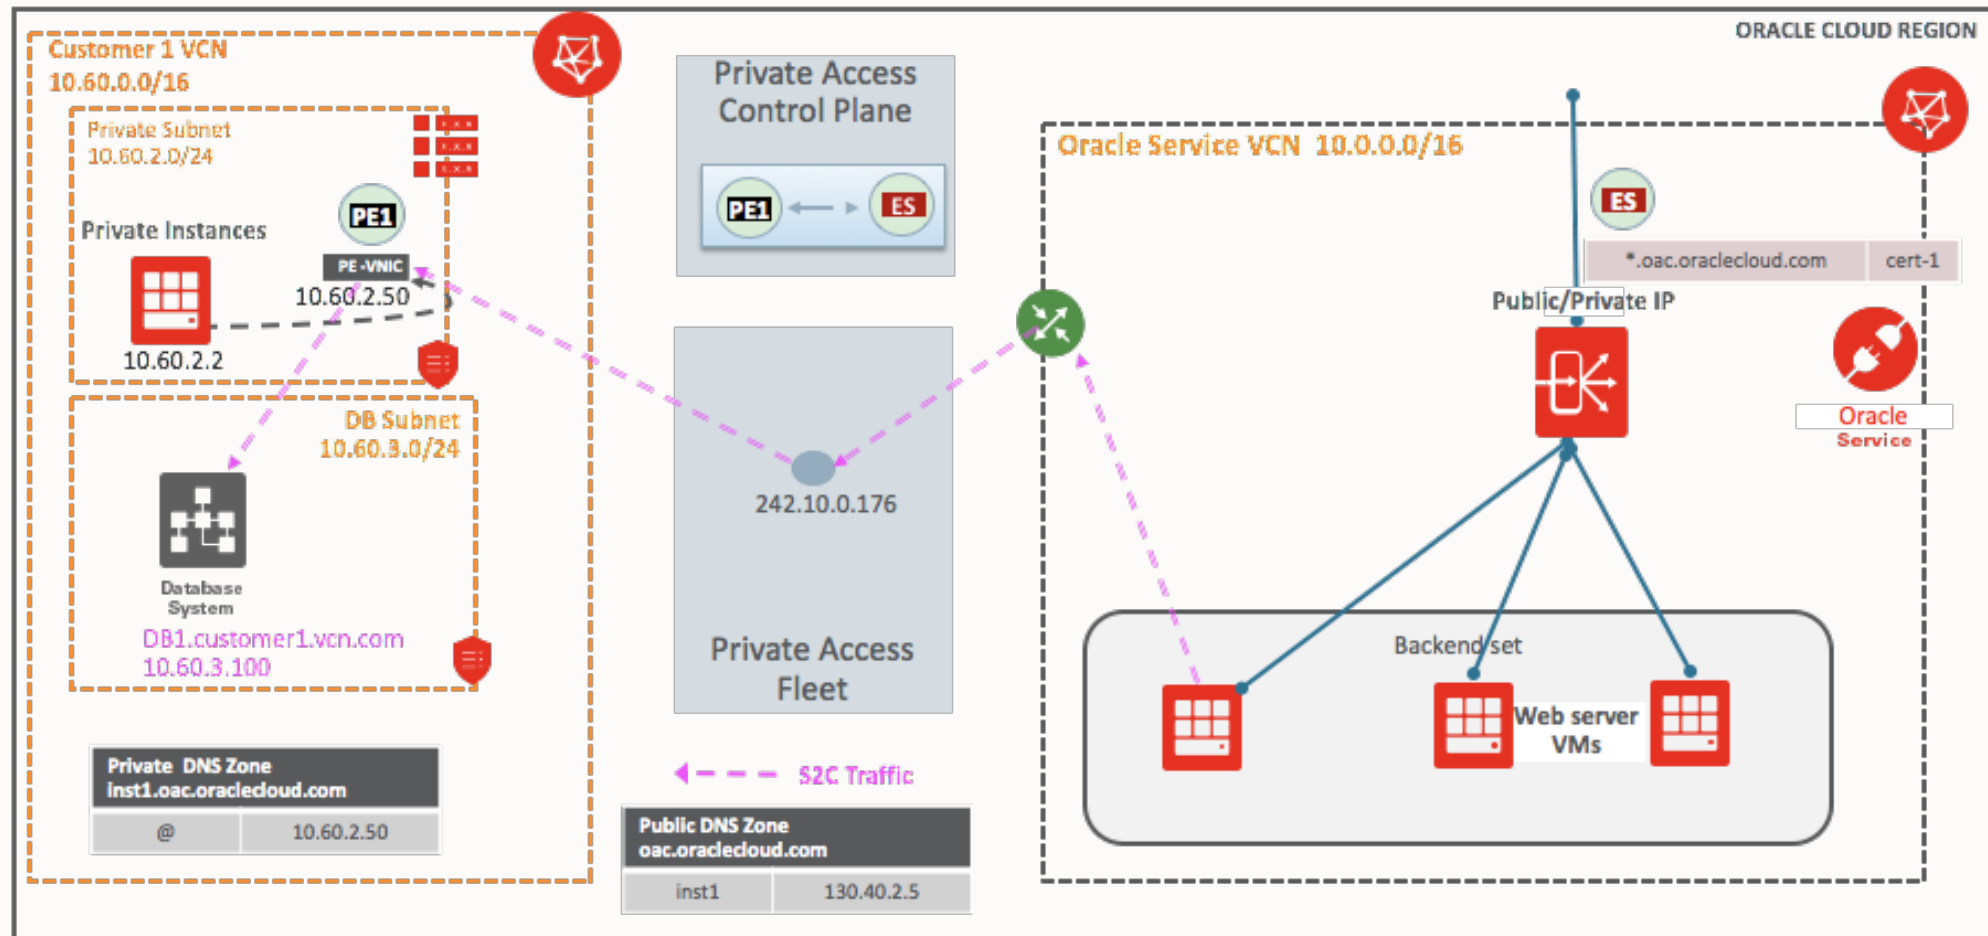 ORACLE CLOUD REGION
Customer 1 VCN
10.60.0.0/16
Private Subnet
10.60.2.0/24
x.x.x
x.x.x
x.x.x
PE1
Private Instances
PE-VNIC
10.60.2.50
10.60.2.2
DB Subnet
10.60.3.0/24
Database
System
DB1.customer1.vcn.com
10.60.3.100
Private DNS Zone
inst1.oac.oraclecloud.com
@ 10.60.2.50
Private Access
Control Plane
PE1 ES
242.10.0.176
Private Access
Fleet
S2C Traffic
Public DNS Zone
oac.oraclecloud.com
inst1 130.40.2.5
Oracle Service VCN 10.0.0.0/16
ES
*.oac.oraclecloud.com cert-1
Public/Private IP
Oracle
Service
Backend set
Web server
VMs